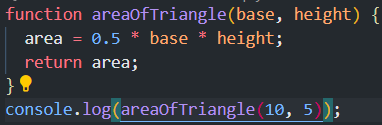 function areaOfTriangle(base, height) {
  area = 0.5 * base * height;
  return area;
}
console.log(areaOfTriangle(10, 5));